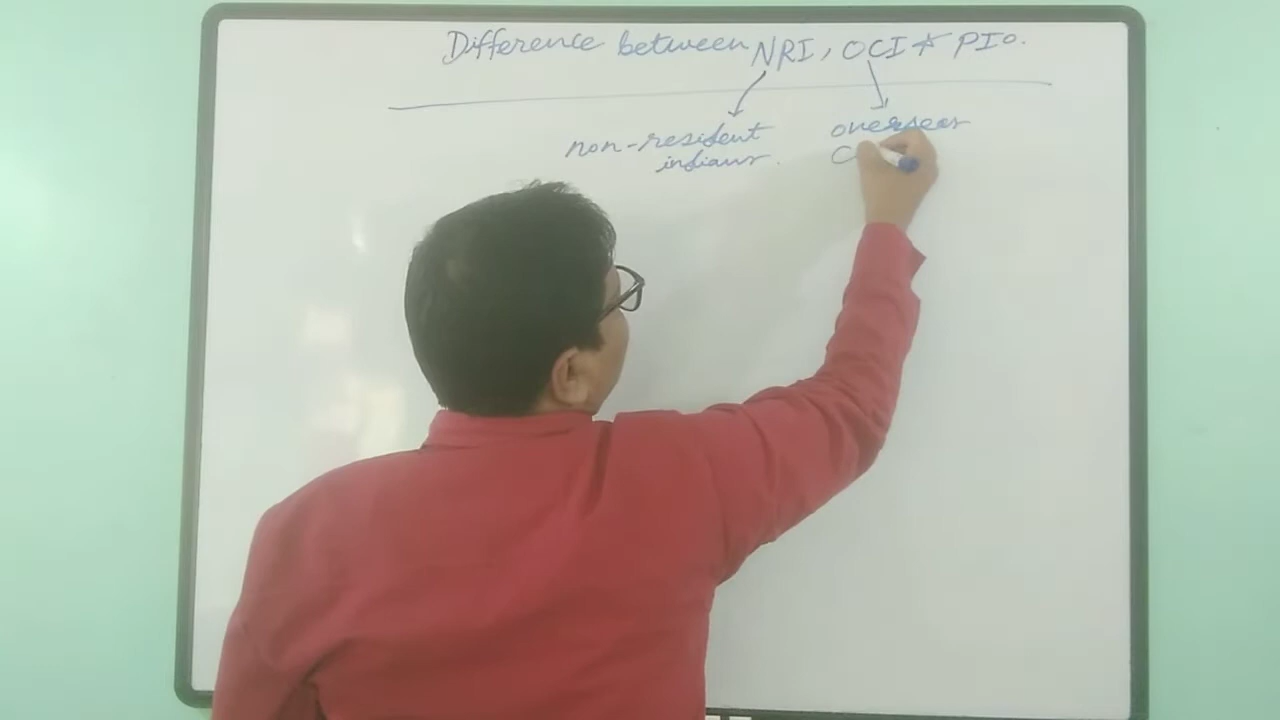 Difference between NRI, OCI & PIO.
non-resident
indians.
overseas
C